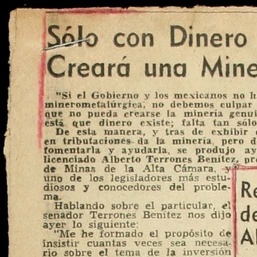 Sólo con Dinero
Creará una Mine
"Si el Gobierno y los mexicanos no h
minerometalúrgica, no debemos culpar
que no pueda crearse la minería genui
está que dinero existe; falta tan sólo
De esta manera, y tras de exhibir
en tributaciones da la minería, pero d
fomentarla y ayudarla, se produjo ay
licenciado Alberto Terrones Benítez, pre
de Minas de la Alta Cámara, y
uno de los legisladores más estu-
diosos y conocedores del proble-
ma.
Hablando sobre el particular, el
senador Terrones Benítez nos dijo
ayer lo siguiente:
"Me he formado el propósito de
insistir cuantas veces sea necesa-
rio sobre el tema de la inversión
Re
de
Al